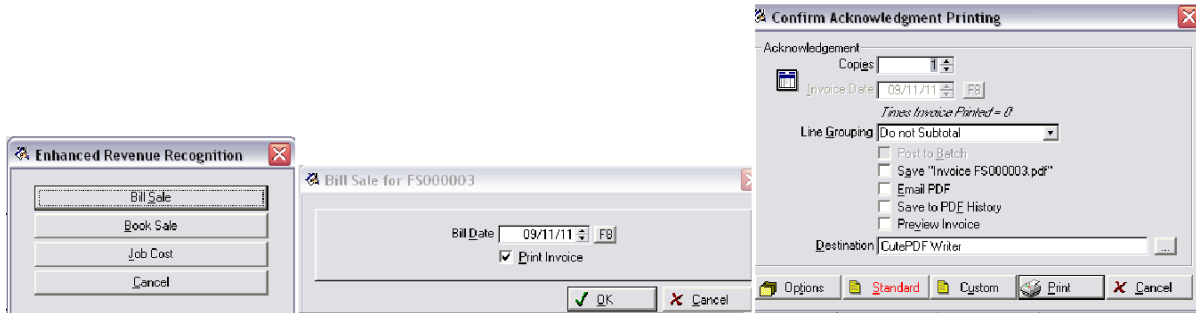 Enhanced Revenue Recognition
Bill Sale
Book Sale
Job Cost
Cancel
Bill Sale for FS000003
Bill Date 09/11/11 F8
Print Invoice
OK Cancel
Confirm Acknowledgment Printing
Acknowledgement
Copies 1
Invoice Date 09/11/11 F8
Times Invoice Printed = 0
Line Grouping Do not Subtotal
Post to Batch
Save "Invoice FS000003.pdf"
Email PDF
Save to PDF History
Preview Invoice
Destination CutePDF Writer ...
Options Standard Custom Print Cancel